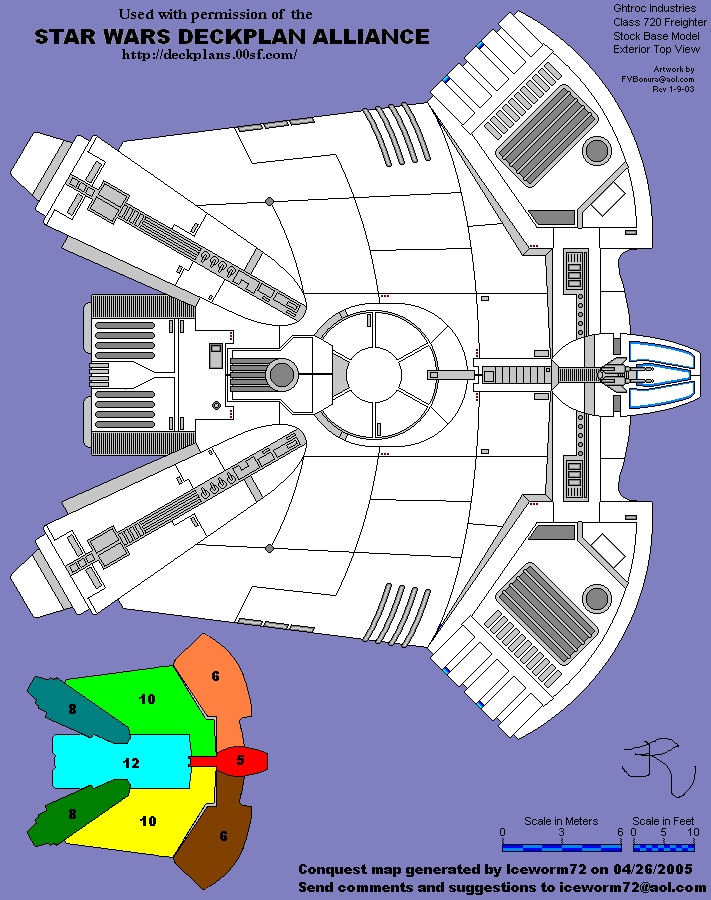 Used with permission of the
STAR WARS DECKPLAN ALLIANCE
http://deckplans.00sf.com/
Ghtroc Industries
Class 720 Freighter
Stock Base Model
Exterior Top View
Artwork by
FVBonura@aol.com
Rev 1-9-03
6
10
8
12
5
8
10
6
Scale in Meters
0 3 6
Scale in Feet
0 5 10
Conquest map generated by Iceworm72 on 04/26/2005
Send comments and suggestions to iceworm72@aol.com